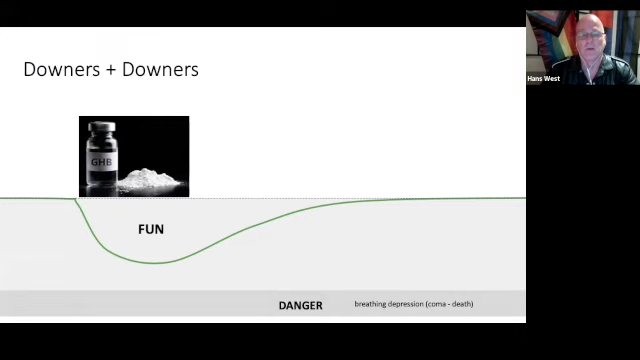 Downers + Downers
Hans West
GHB
FUN
DANGER breathing depression (coma - death)